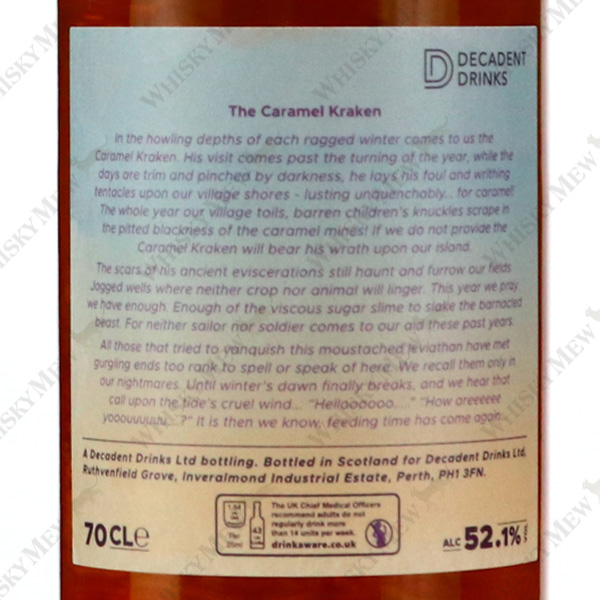 DECADENT
DRINKS
The Caramel Kraken
In the howling depths of each ragged winter comes to us the
Caramel Kraken. His visit comes past the turning of the year, while the
days are trim and pinched by darkness, he lays his foul and writhing
tentacles upon our village shores - lusting unquenchably... for caramel!
The whole year our village toils, barren children's knuckles scrape in
the pitted blackness of the caramel mines! If we do not provide the
Caramel Kraken will bear his wrath upon our island.
The scars of his ancient eviscerations still haunt and furrow our fields
Jagged wells where neither crop nor animal will linger. This year we pray
we have enough. Enough of the viscous sugar slime to slake the barnacled
beast. For neither sailor nor soldier comes to our aid these past years.
All those that tried to vanquish this moustached leviathan have met
gurgling ends too rank to spell or speak of here. We recall them only in
our nightmares. Until winter's dawn finally breaks, and we hear that
call upon the tide's cruel wind... "Hellooooooo...." "How areeeeee
yooouuuuuu...?" It is then we know, feeding time has come again...
A Decadent Drinks Ltd bottling. Bottled in Scotland for Decadent Drinks Ltd,
Ruthvenfield Grove, Inveralmond Industrial Estate, Perth, PH1 3FN.
70CLe
25ml
43
The UK Chief Medical Officers
recommend adults do not
regularly drink more
than 14 units per week.
drinkaware.co.uk
ALC 52.1%
WHISKYMEW